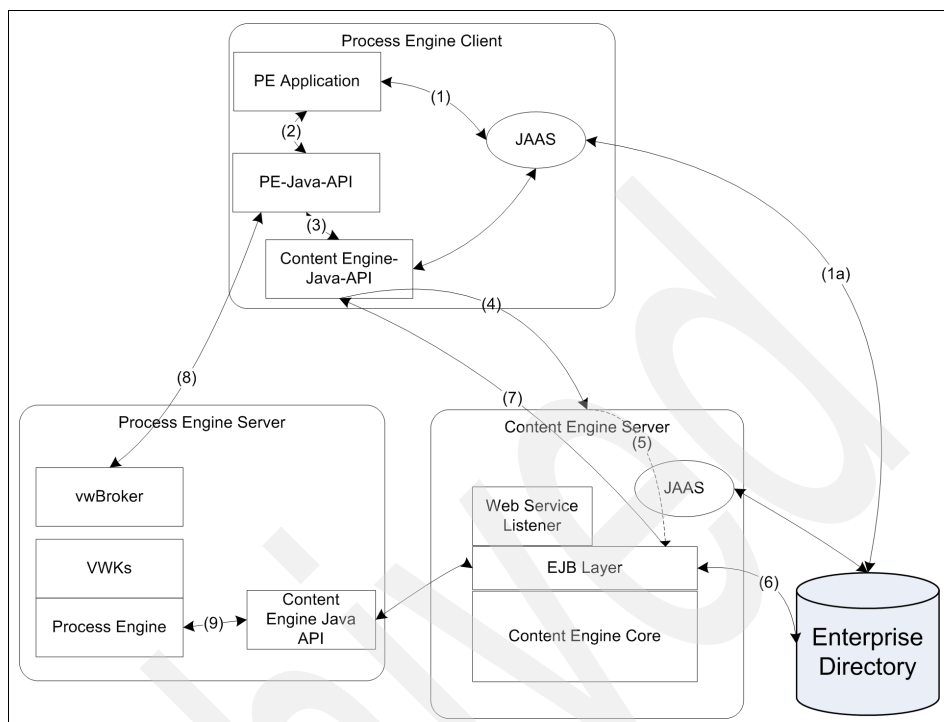 Process Engine Client
PE Application
(1)
(2)
JAAS
PE-Java-API
(3)
Content Engine-
Java-API
(4)
(1a)
(8)
(7)
Process Engine Server
vwBroker
VWKs
Process Engine
(9)
Content
Engine Java
API
Content Engine Server
(5)
JAAS
Web Service
Listener
EJB Layer
(6)
Content Engine Core
Enterprise
Directory